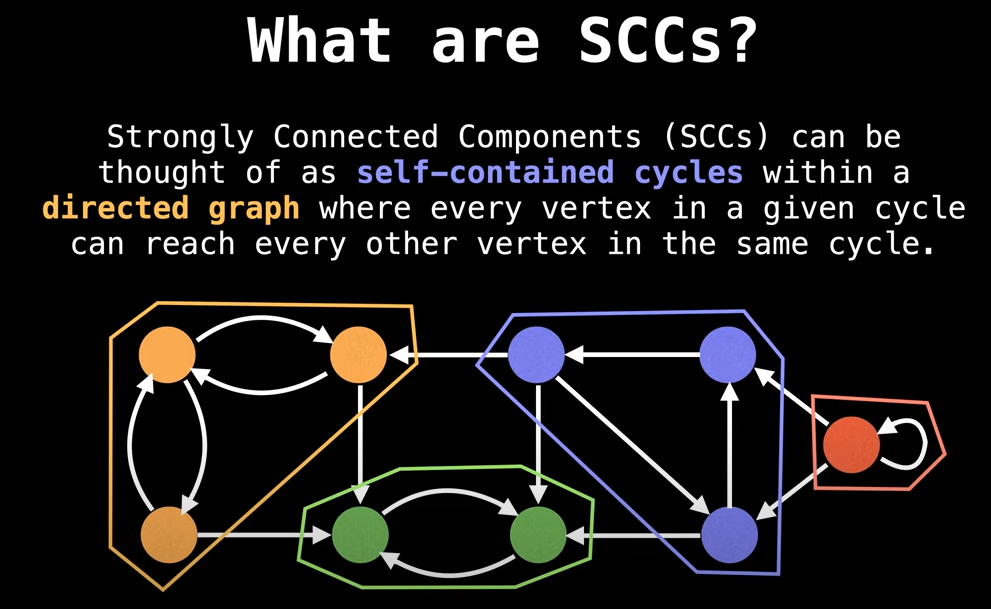 What are SCCs?
Strongly Connected Components (SCCs) can be
thought of as self-contained cycles within a
directed graph where every vertex in a given cycle
can reach every other vertex in the same cycle.